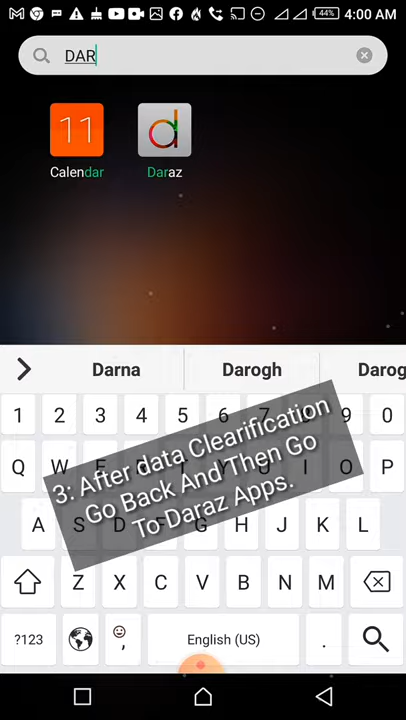 44% 4:00 AM
DAR
11
Calendar
Daraz
Darna Darogh Darog
1 2 3 4 5 6 7 8 9 0
Q W E R T Y U I O P
3: After data Clearification
Go Back And Then Go
To Daraz Apps.
A S D F G H J K L
Z X C V B N M
?123 , English (US) .